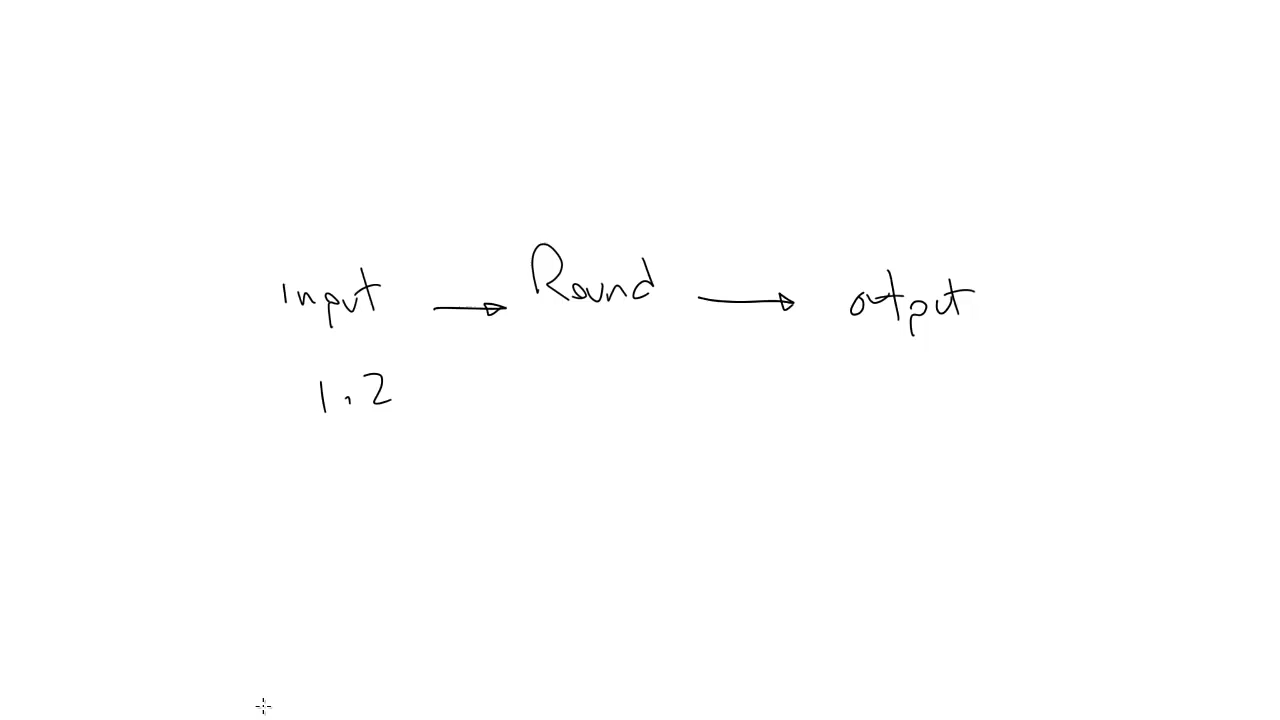 input → Round → output
1.2